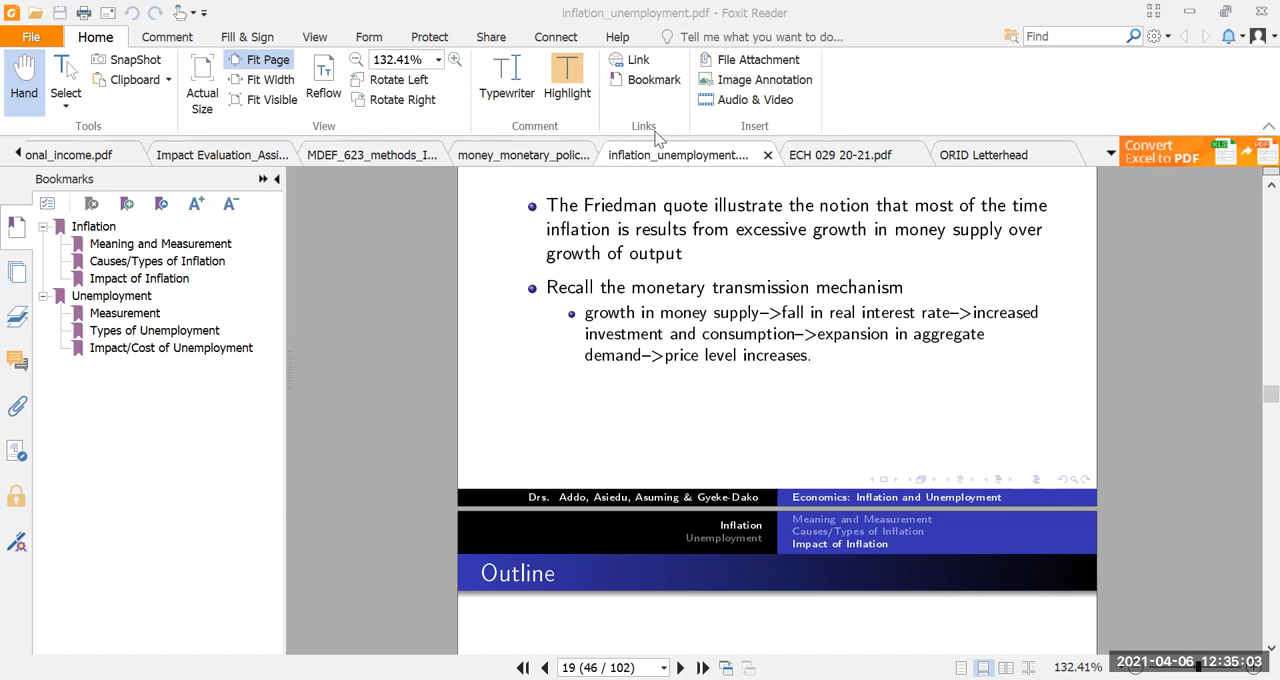 inflation_unemployment.pdf - Foxit Reader
File Home Comment Fill & Sign View Form Protect Share Connect Help Tell me what you want to do... Find
Hand Select SnapShot Clipboard Actual Size Fit Page Fit Width Fit Visible Reflow 132.41% Rotate Left Rotate Right Typewriter Highlight Link Bookmark File Attachment Image Annotation Audio & Video
Tools View Comment Links Insert
onal_income.pdf Impact Evaluation_Assi... MDEF_623_methods_I... money_monetary_polic... inflation_unemployment.... ECH 029 20-21.pdf ORID Letterhead Convert Excel to PDF
Bookmarks
Inflation
Meaning and Measurement
Causes/Types of Inflation
Impact of Inflation
Unemployment
Measurement
Types of Unemployment
Impact/Cost of Unemployment
The Friedman quote illustrate the notion that most of the time
inflation is results from excessive growth in money supply over
growth of output
Recall the monetary transmission mechanism
growth in money supply–>fall in real interest rate–>increased
investment and consumption–>expansion in aggregate
demand–>price level increases.
Drs. Addo, Asiedu, Asuming & Gyeke-Dako Economics: Inflation and Unemployment
Inflation
Unemployment
Meaning and Measurement
Causes/Types of Inflation
Impact of Inflation
Outline
19 (46 / 102) 132.41%
2021-04-06 12:35:03